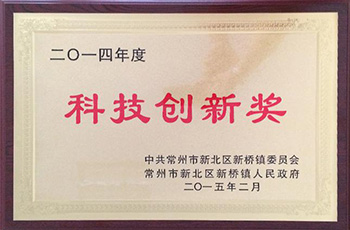 二〇一四年度
科技创新奖
中共常州市新北区新桥镇委员会
常州市新北区新桥镇人民政府
二〇一五年二月